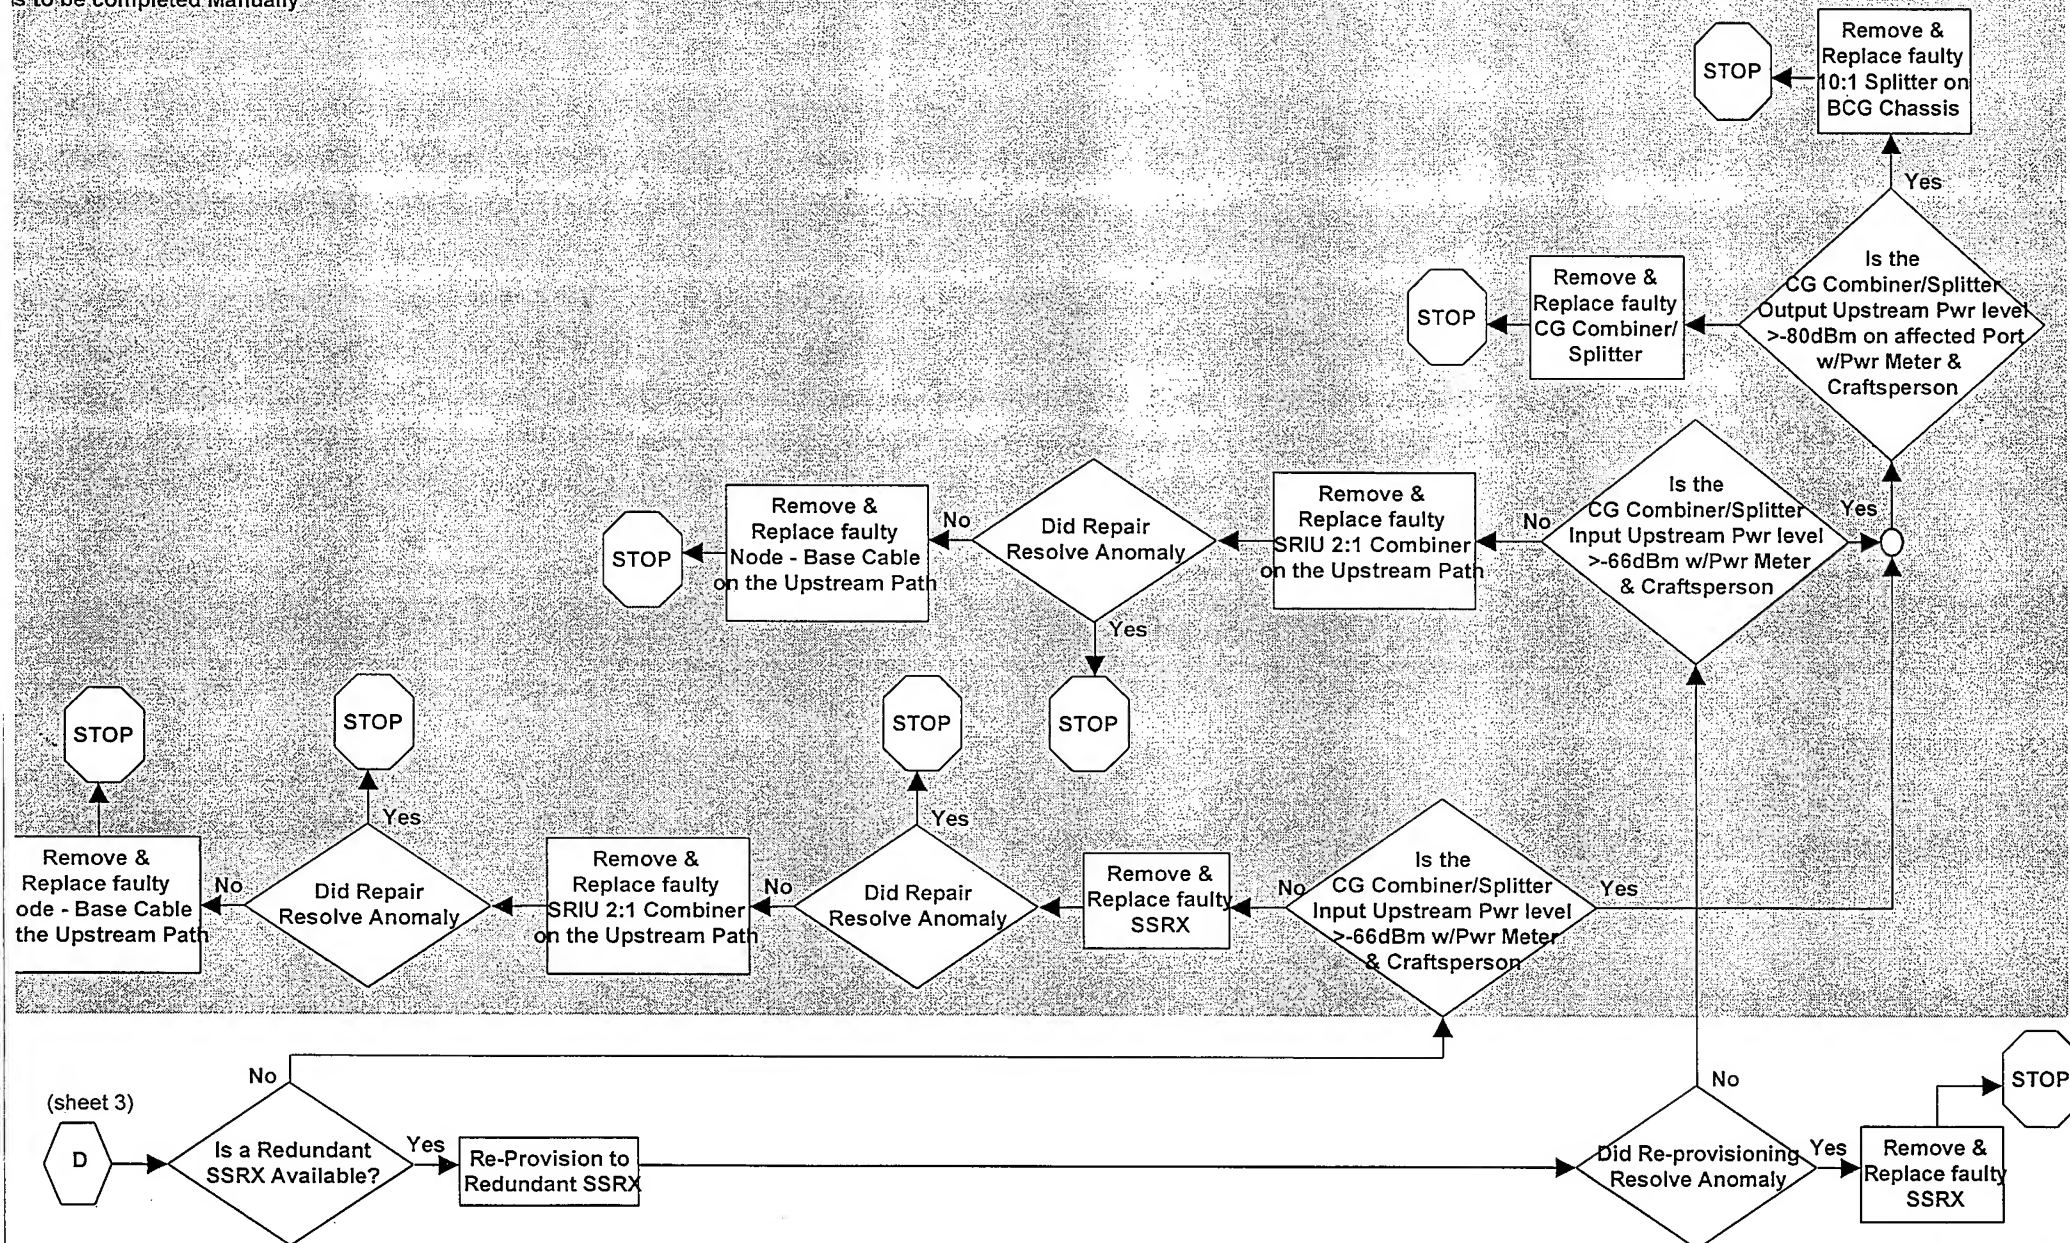 is to be completed Manually
Remove &
Replace faulty
10:1 Splitter on
BCG Chassis
STOP
Yes
Is the
CG Combiner/Splitter
Output Upstream Pwr level
>-80dBm on affected Port
w/Pwr Meter &
Craftsperson
Remove &
Replace faulty
CG Combiner/
Splitter
STOP
Is the
CG Combiner/Splitter
Input Upstream Pwr level
>-66dBm w/Pwr Meter
& Craftsperson
Yes
No
Remove &
Replace faulty
SRIU 2:1 Combiner
on the Upstream Path
Did Repair
Resolve Anomaly
No
Yes
Remove &
Replace faulty
Node - Base Cable
on the Upstream Path
STOP
STOP
STOP
STOP
STOP
Remove &
Replace faulty
ode - Base Cable
the Upstream Path
No
Yes
Did Repair
Resolve Anomaly
Remove &
Replace faulty
SRIU 2:1 Combiner
on the Upstream Path
No
Yes
Did Repair
Resolve Anomaly
Remove &
Replace faulty
SSRX
No
Is the
CG Combiner/Splitter
Input Upstream Pwr level
>-66dBm w/Pwr Meter
& Craftsperson
Yes
(sheet 3)
D
No
Is a Redundant
SSRX Available?
Yes
Re-Provision to
Redundant SSRX
No
Did Re-provisioning
Resolve Anomaly
Yes
Remove &
Replace faulty
SSRX
STOP